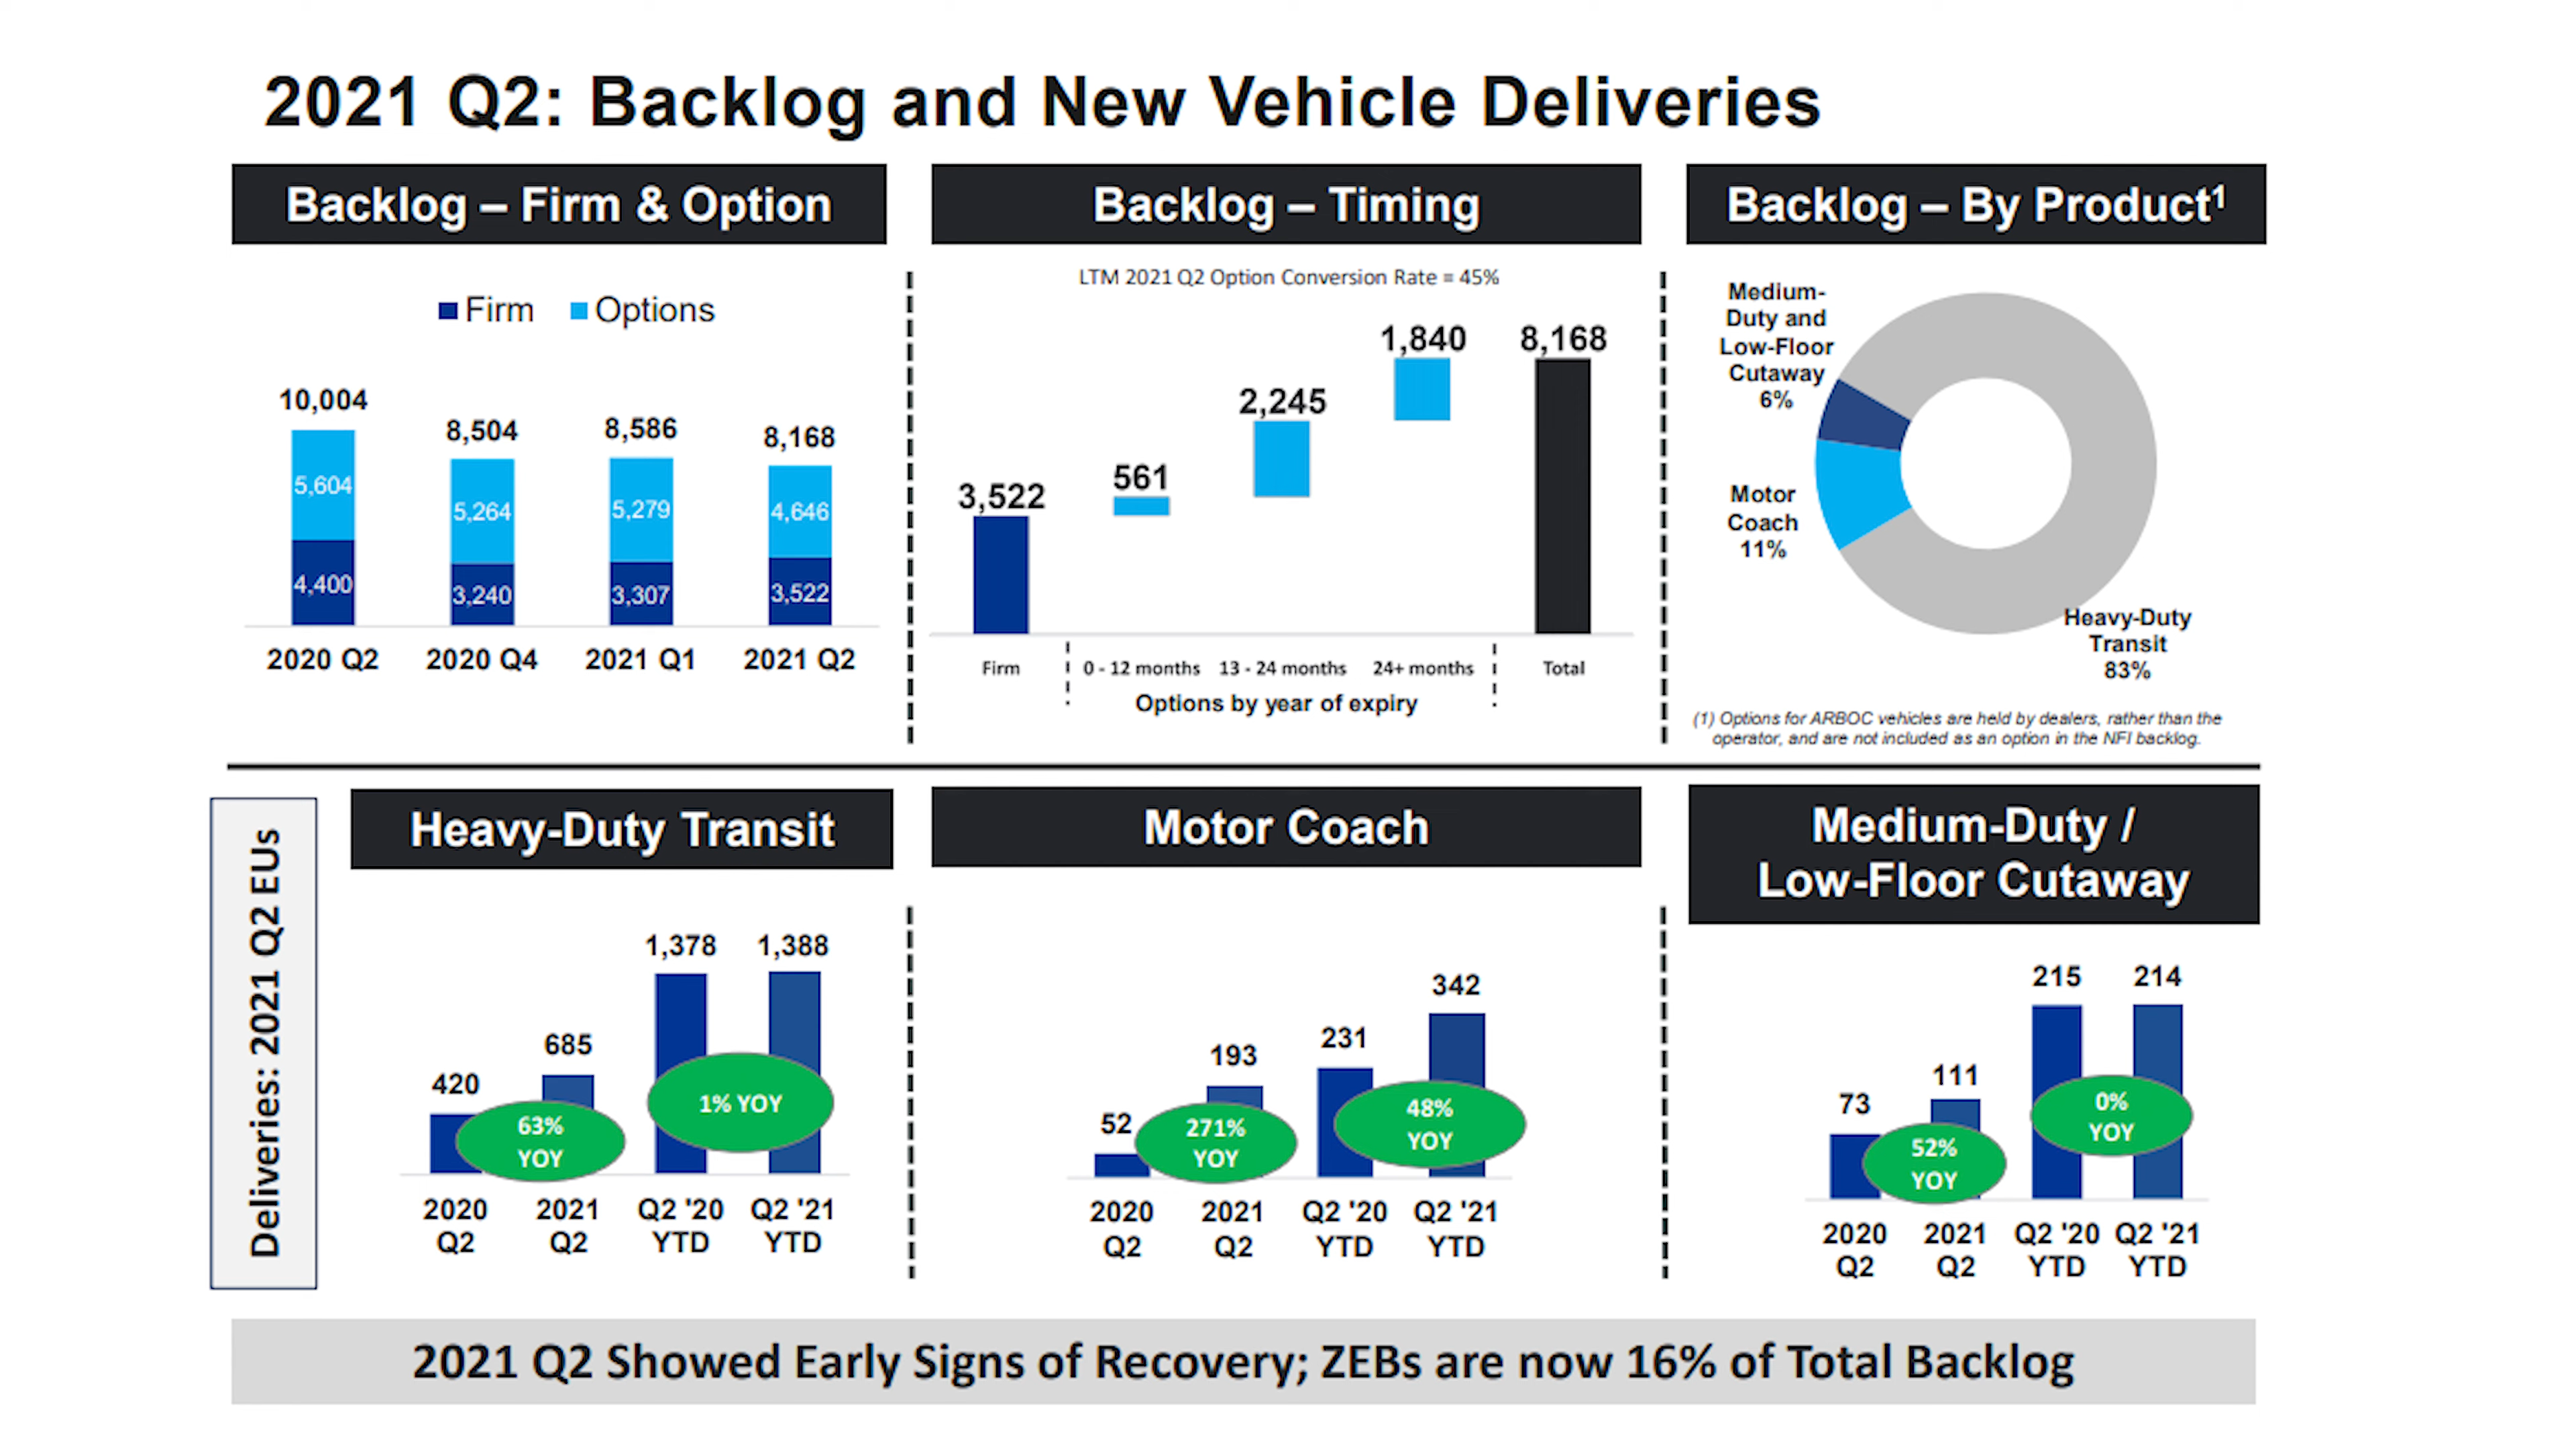 2021 Q2: Backlog and New Vehicle Deliveries
Backlog – Firm & Option
Firm Options
10,004
8,504
8,586
8,168
5,604
5,264
5,279
4,646
4,400
3,240
3,307
3,522
2020 Q2 2020 Q4 2021 Q1 2021 Q2
Backlog – Timing
LTM 2021 Q2 Option Conversion Rate = 45%
3,522
561
2,245
1,840
8,168
Firm 0 - 12 months 13 - 24 months 24+ months Total
Options by year of expiry
Backlog – By Product¹
Medium-
Duty and
Low-Floor
Cutaway
6%
Motor
Coach
11%
Heavy-Duty
Transit
83%
(1) Options for ARBOC vehicles are held by dealers, rather than the
operator, and are not included as an option in the NFI backlog.
Deliveries: 2021 Q2 EUs
Heavy-Duty Transit
420
685
1,378
1,388
63%
YOY
1% YOY
2020 2021 Q2 '20 Q2 '21
Q2 Q2 YTD YTD
Motor Coach
52
193
231
342
271%
YOY
48%
YOY
2020 2021 Q2 '20 Q2 '21
Q2 Q2 YTD YTD
Medium-Duty /
Low-Floor Cutaway
73
111
215
214
52%
YOY
0%
YOY
2020 2021 Q2 '20 Q2 '21
Q2 Q2 YTD YTD
2021 Q2 Showed Early Signs of Recovery; ZEBs are now 16% of Total Backlog